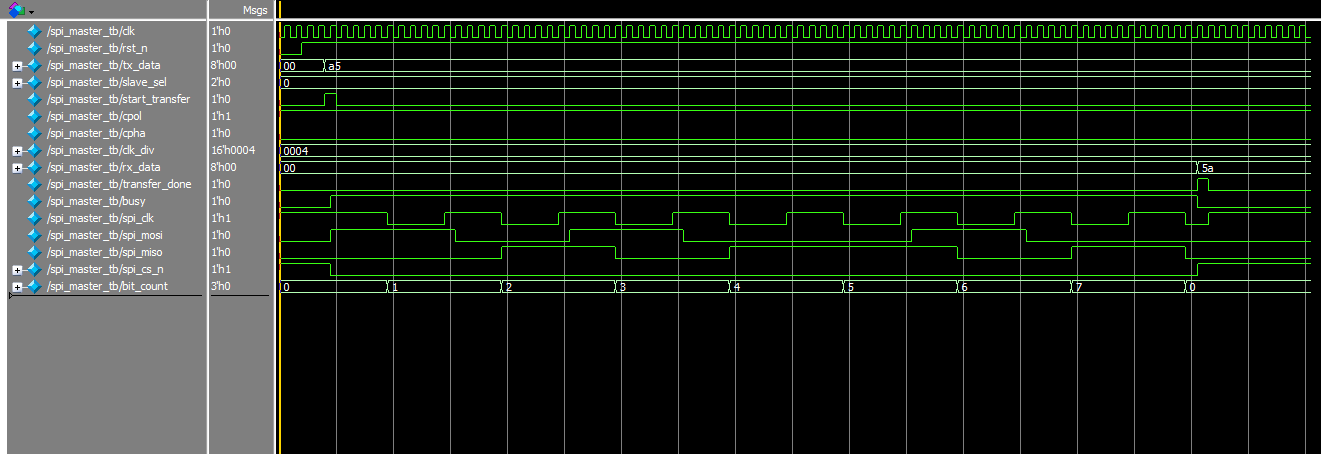 Msgs
/spi_master_tb/clk 1'h0
/spi_master_tb/rst_n 1'h0
/spi_master_tb/tx_data 8'h00 00 a5
/spi_master_tb/slave_sel 2'h0 0
/spi_master_tb/start_transfer 1'h0
/spi_master_tb/cpol 1'h1
/spi_master_tb/cpha 1'h0
/spi_master_tb/clk_div 16'h0004 0004
/spi_master_tb/rx_data 8'h00 00 5a
/spi_master_tb/transfer_done 1'h0
/spi_master_tb/busy 1'h0
/spi_master_tb/spi_clk 1'h1
/spi_master_tb/spi_mosi 1'h0
/spi_master_tb/spi_miso 1'h0
/spi_master_tb/spi_cs_n 1'h1
/spi_master_tb/bit_count 3'h0 0 1 2 3 4 5 6 7 0